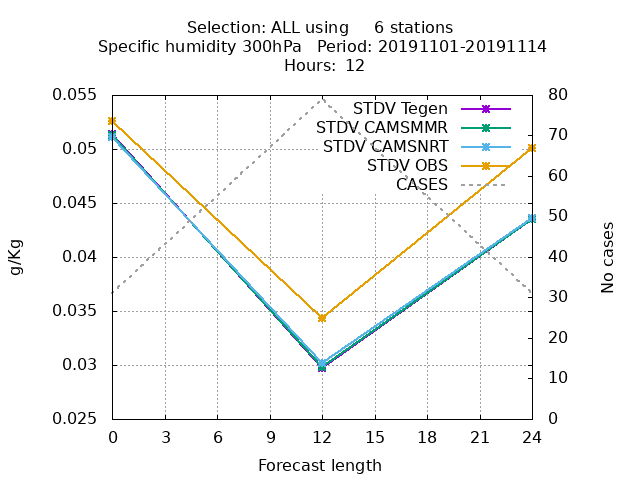 Selection: ALL using     6 stations
Specific humidity 300hPa   Period: 20191101-20191114
Hours:  12
0.055
0.05
0.045
0.04
0.035
0.03
0.025
g/Kg
STDV Tegen
STDV CAMSMMR
STDV CAMSNRT
STDV OBS
CASES
80
70
60
50
40
30
20
10
0
No cases
0 3 6 9 12 15 18 21 24
Forecast length